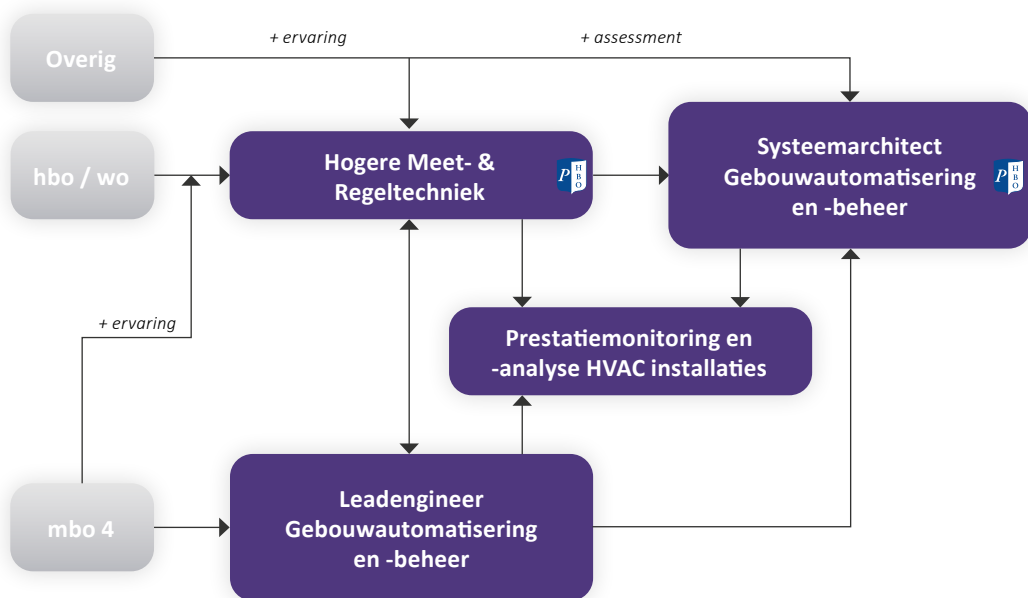 + ervaring
+ assessment
Overig
hbo / wo
Hogere Meet- &
Regeltechniek
P
H
B
O
Systeemarchitect
Gebouwautomatisering
en -beheer
P
H
B
O
+ ervaring
Prestatiemonitoring en
-analyse HVAC installaties
mbo 4
Leadengineer
Gebouwautomatisering
en -beheer